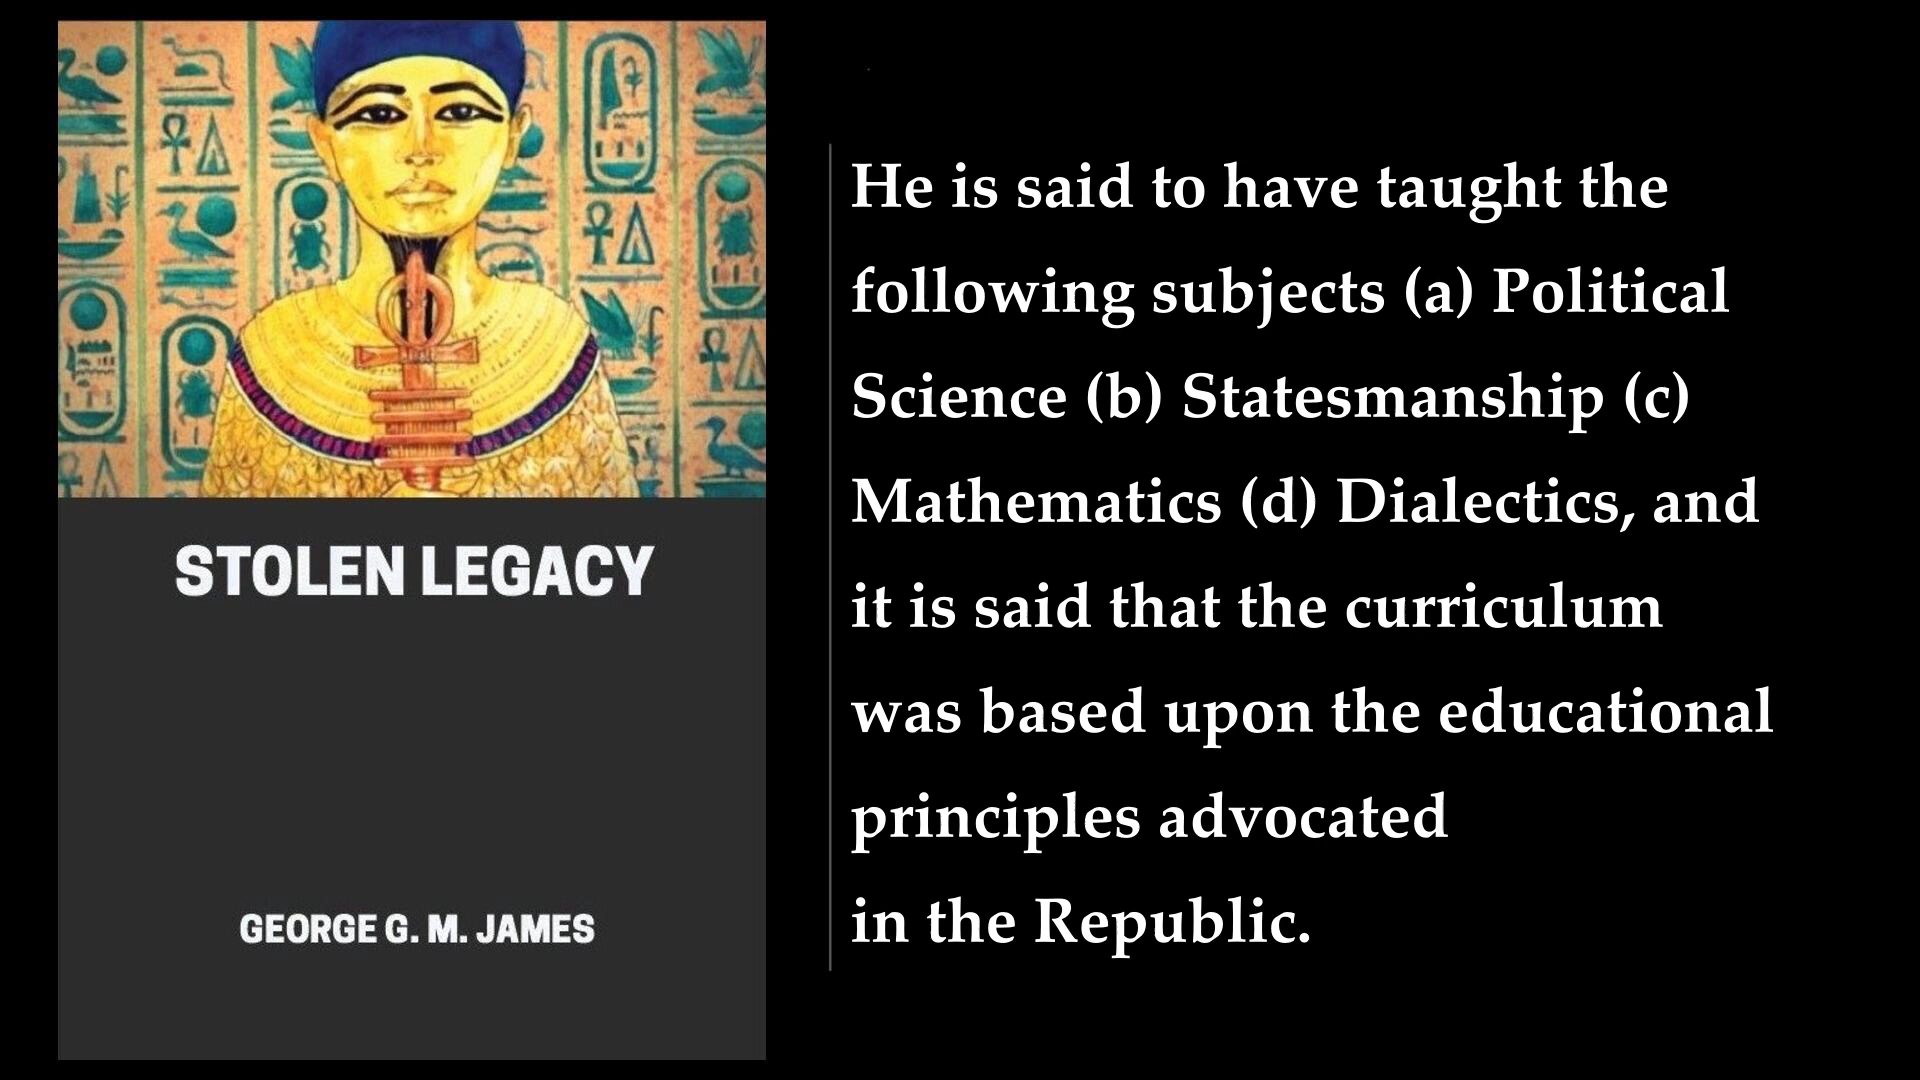 STOLEN LEGACY
GEORGE G. M. JAMES
He is said to have taught the
following subjects (a) Political
Science (b) Statesmanship (c)
Mathematics (d) Dialectics, and
it is said that the curriculum
was based upon the educational
principles advocated
in the Republic.